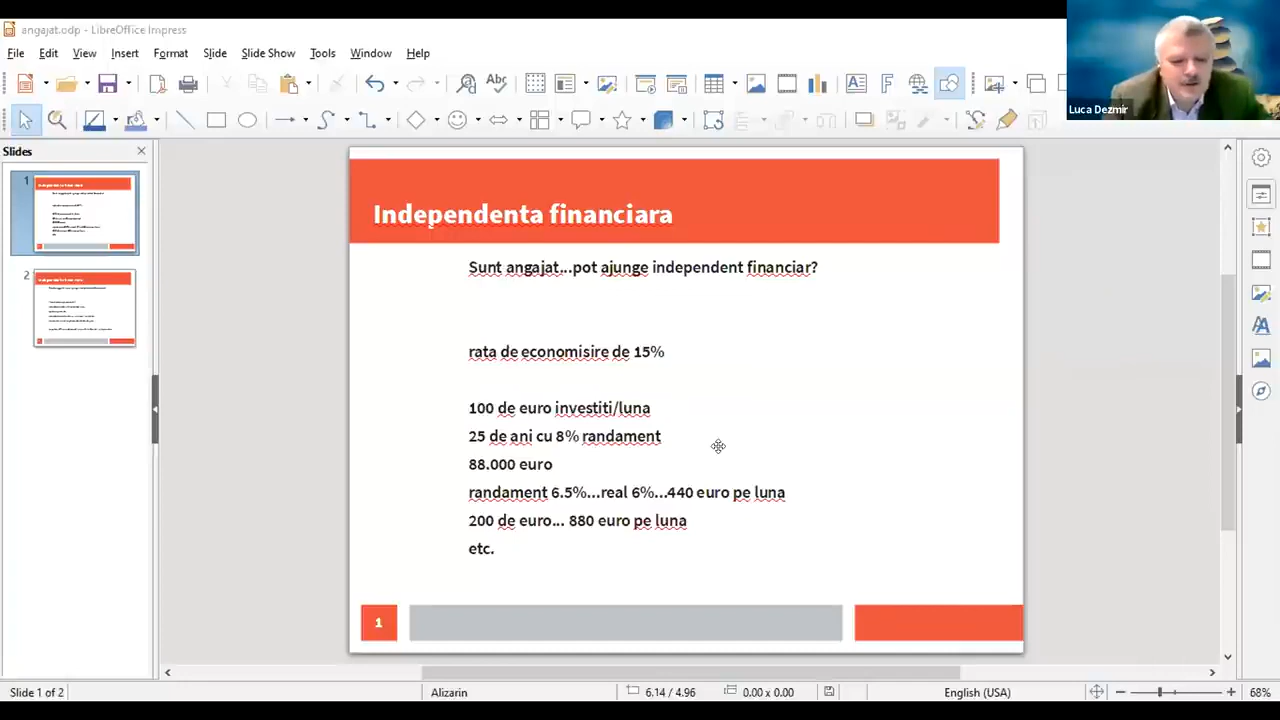 angajat.odp - LibreOffice Impress
File Edit View Insert Format Slide Slide Show Tools Window Help
Abc
Luca Dezmir
Slides
1
2
Independenta financiara
Sunt angajat...pot ajunge independent financiar?
rata de economisire de 15%
100 de euro investiti/luna
25 de ani cu 8% randament
88.000 euro
randament 6.5%...real 6%...440 euro pe luna
200 de euro... 880 euro pe luna
etc.
1
Slide 1 of 2
Alizarin
6.14 / 4.96
0.00 x 0.00
English (USA)
68%